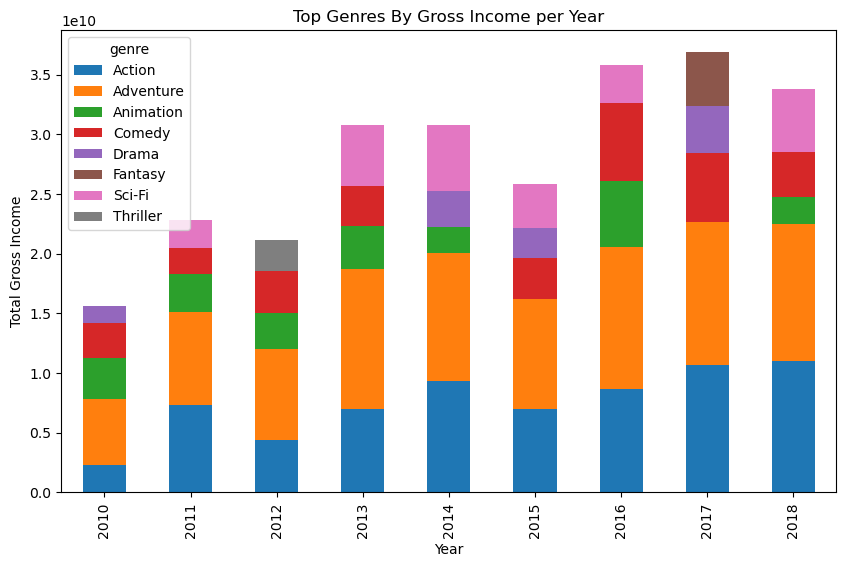 Top Genres By Gross Income per Year
1e10
genre
Action
Adventure
Animation
Comedy
Drama
Fantasy
Sci-Fi
Thriller
3.5
3.0
2.5
2.0
1.5
1.0
0.5
0.0
Total Gross Income
2010
2011
2012
2013
2014
2015
2016
2017
2018
Year